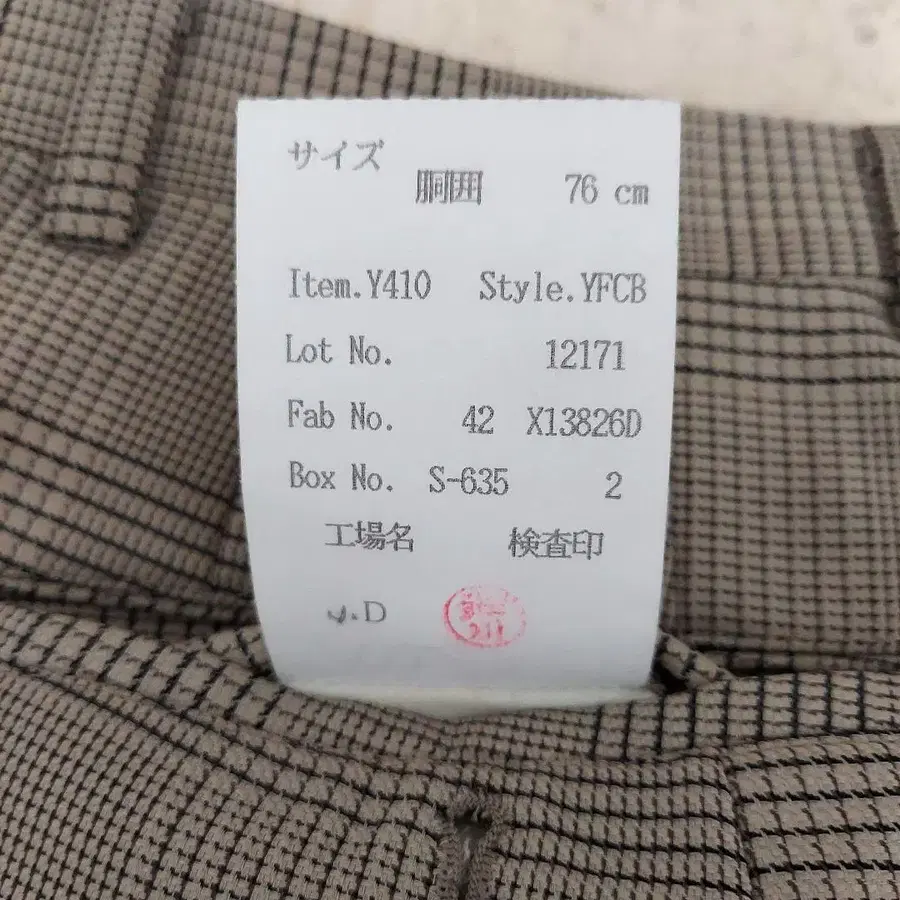 サイズ
胴囲 76 cm
Item.Y410 Style.YFCB
Lot No. 12171
Fab No. 42 X13826D
Box No. S-635 2
工場名 検査印